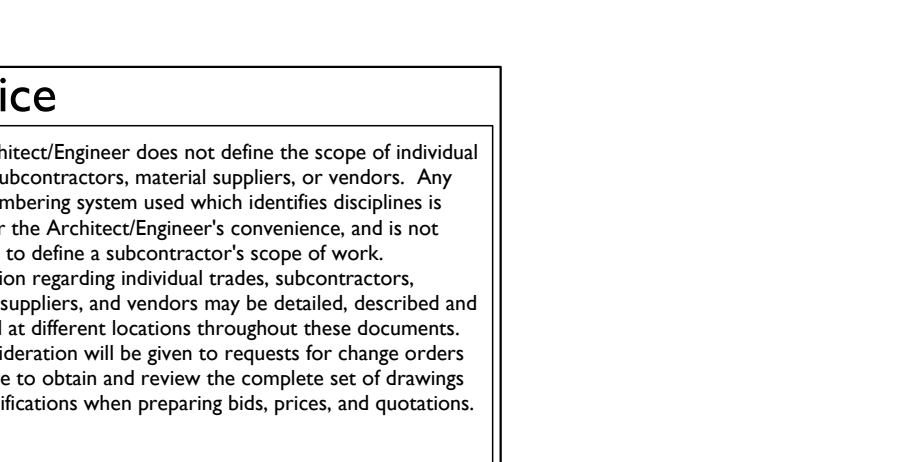 ice
hitect/Engineer does not define the scope of individual
ubcontractors, material suppliers, or vendors.  Any
mbering system used which identifies disciplines is
r the Architect/Engineer's convenience, and is not
to define a subcontractor's scope of work.
ion regarding individual trades, subcontractors,
suppliers, and vendors may be detailed, described and
at different locations throughout these documents.
ideration will be given to requests for change orders
e to obtain and review the complete set of drawings
ifications when preparing bids, prices, and quotations.